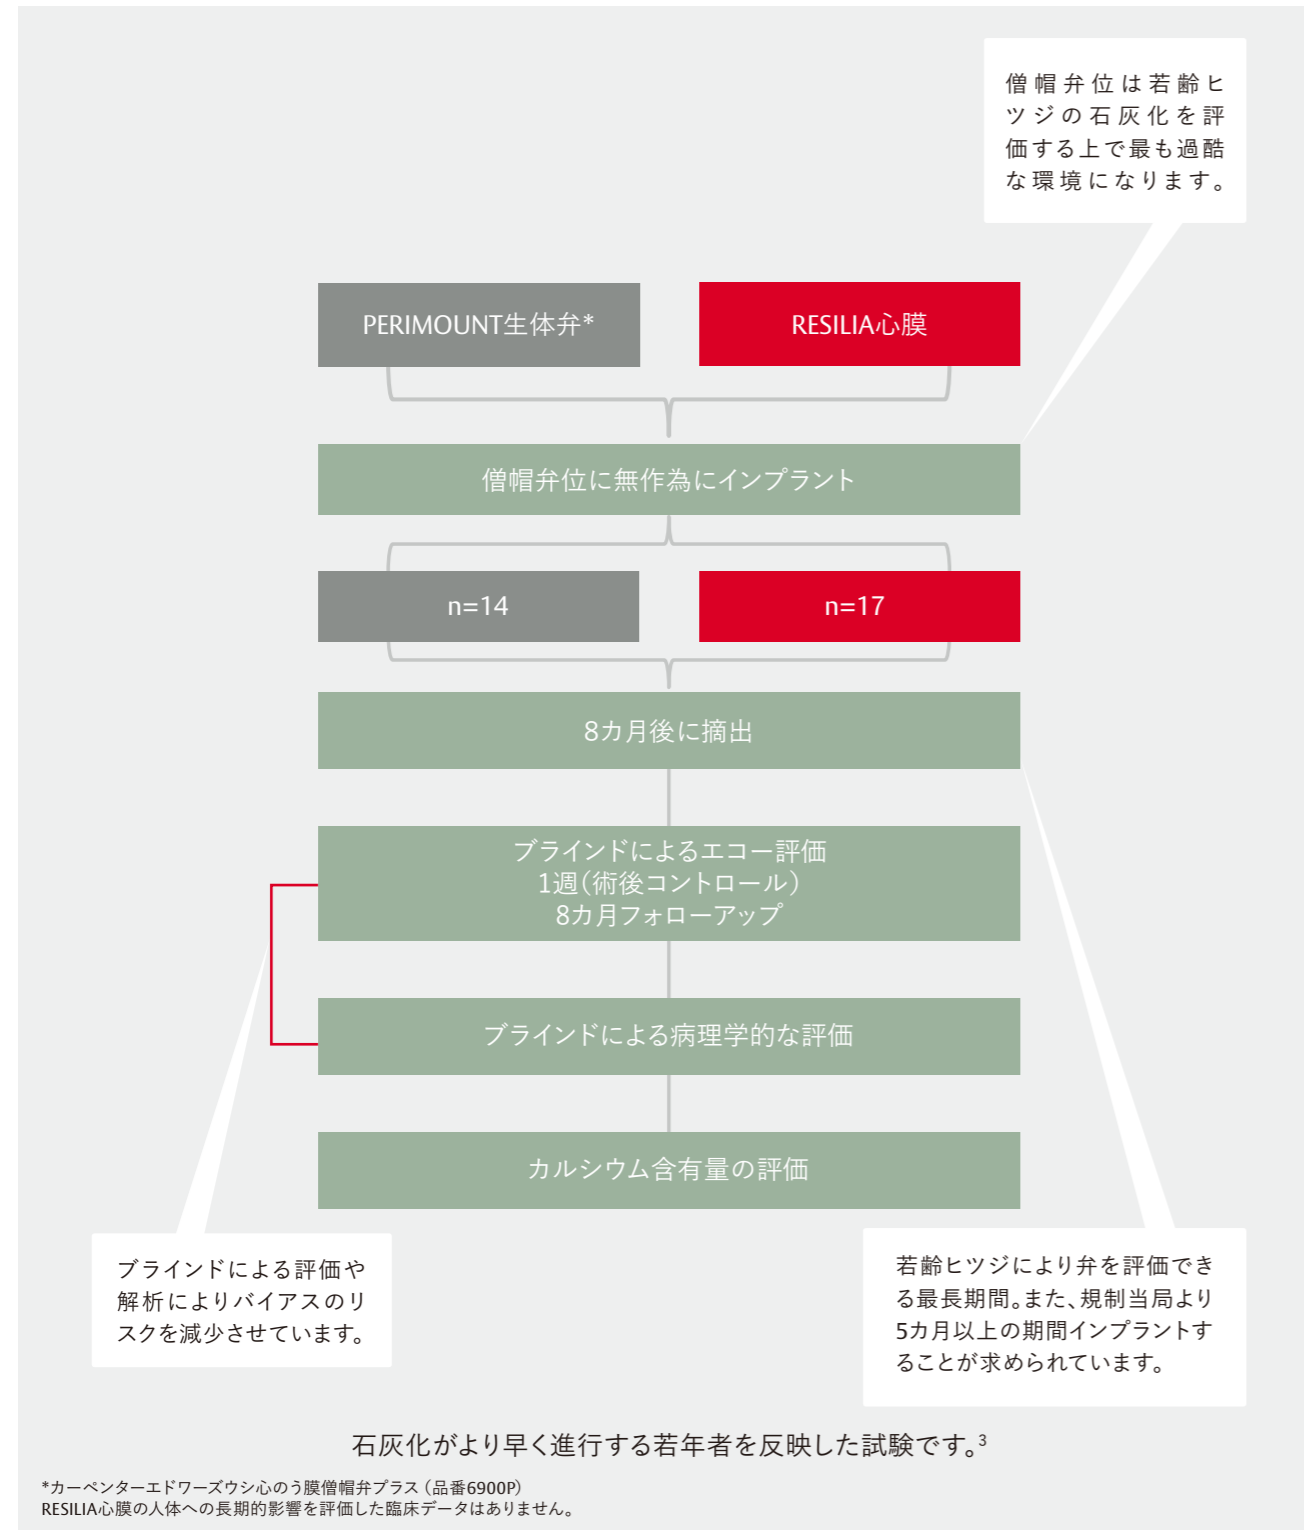 僧帽弁位は若齢ヒ
ツジの石灰化を評
価する上で最も過酷
な環境になります。
PERIMOUNT生体弁*
RESILIA心膜
僧帽弁位に無作為にインプラント
n=14
n=17
8カ月後に摘出
ブラインドによるエコー評価
1週（術後コントロール）
8カ月フォローアップ
ブラインドによる病理学的な評価
カルシウム含有量の評価
ブラインドによる評価や
解析によりバイアスのリ
スクを減少させています。
若齢ヒツジにより弁を評価でき
る最長期間。また、規制当局より
5カ月以上の期間インプラントす
ることが求められています。
石灰化がより早く進行する若年者を反映した試験です。3
*カーペンターエドワーズウシ心のう膜僧帽弁プラス（品番6900P）
RESILIA心膜の人体への長期的影響を評価した臨床データはありません。